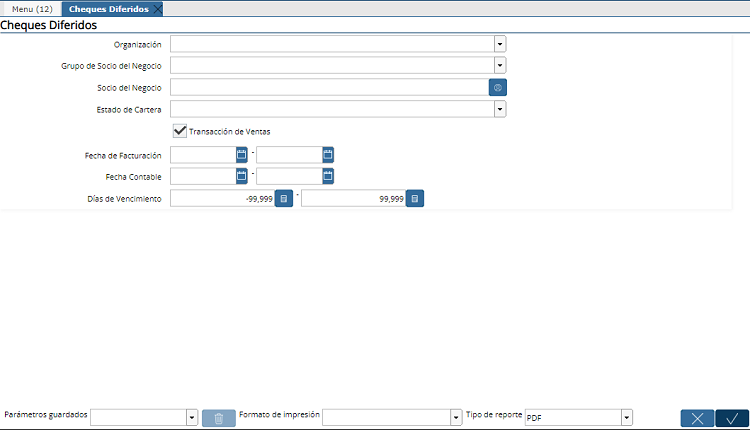 Menu (12) Cheques Diferidos
Cheques Diferidos
Organización
Grupo de Socio del Negocio
Socio del Negocio
Estado de Cartera
Transacción de Ventas
Fecha de Facturación -
Fecha Contable -
Días de Vencimiento -99,999 - 99,999
Parámetros guardados Formato de impresión Tipo de reporte PDF